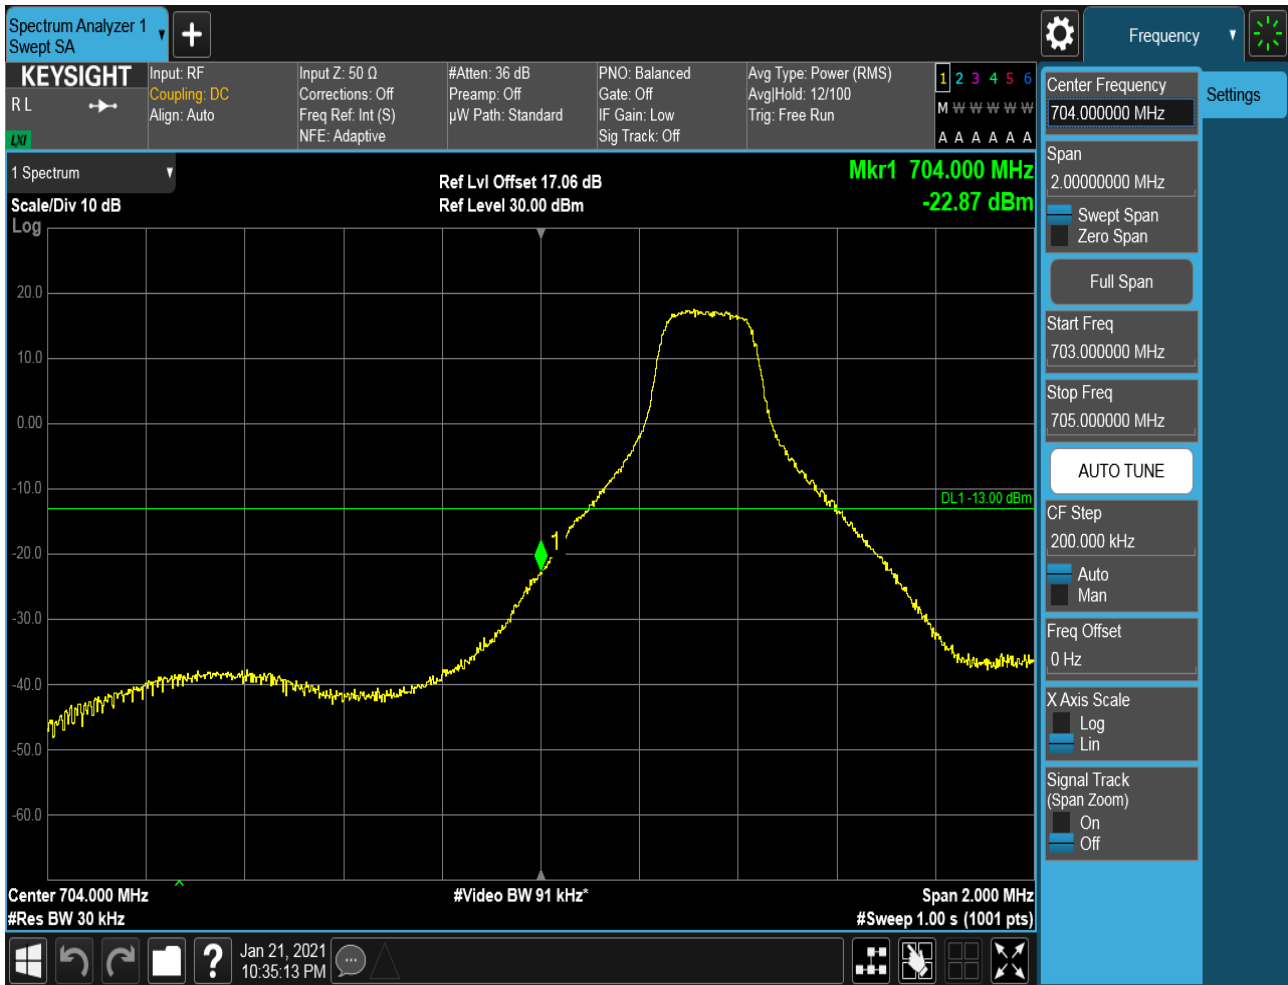 Spectrum Analyzer 1
Swept SA
+
Frequency
KEYSIGHT
R L
LXI
Input: RF
Coupling: DC
Align: Auto
Input Z: 50 Ω
Corrections: Off
Freq Ref: Int (S)
NFE: Adaptive
#Atten: 36 dB
Preamp: Off
µW Path: Standard
PNO: Balanced
Gate: Off
IF Gain: Low
Sig Track: Off
Avg Type: Power (RMS)
Avg|Hold: 12/100
Trig: Free Run
1 2 3 4 5 6
M W W W W W
A A A A A A
1 Spectrum
Scale/Div 10 dB
Log
Ref Lvl Offset 17.06 dB
Ref Level 30.00 dBm
Mkr1 704.000 MHz
-22.87 dBm
20.0
10.0
0.00
-10.0
-20.0
-30.0
-40.0
-50.0
-60.0
DL1 -13.00 dBm
1
Center 704.000 MHz
#Res BW 30 kHz
#Video BW 91 kHz*
Span 2.000 MHz
#Sweep 1.00 s (1001 pts)
Settings
Center Frequency
704.000000 MHz
Span
2.00000000 MHz
Swept Span
Zero Span
Full Span
Start Freq
703.000000 MHz
Stop Freq
705.000000 MHz
AUTO TUNE
CF Step
200.000 kHz
Auto
Man
Freq Offset
0 Hz
X Axis Scale
Log
Lin
Signal Track
(Span Zoom)
On
Off
?
Jan 21, 2021
10:35:13 PM